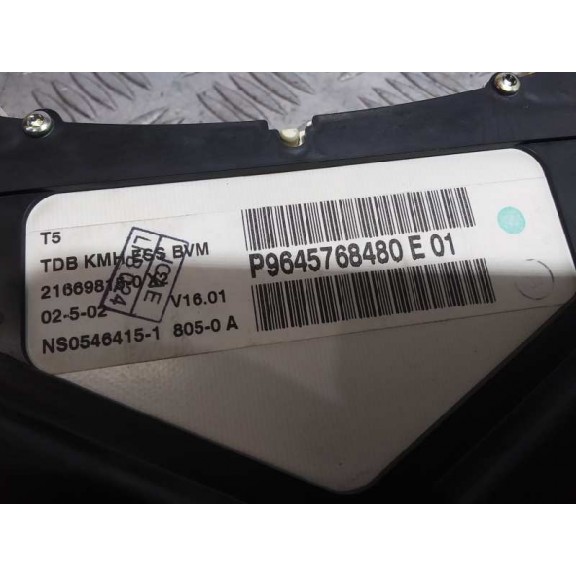 T5
TDB KMH ESS BVM
V16.01
02-5-02
NS0546415-1 805-0 A
P9645768480 E 01